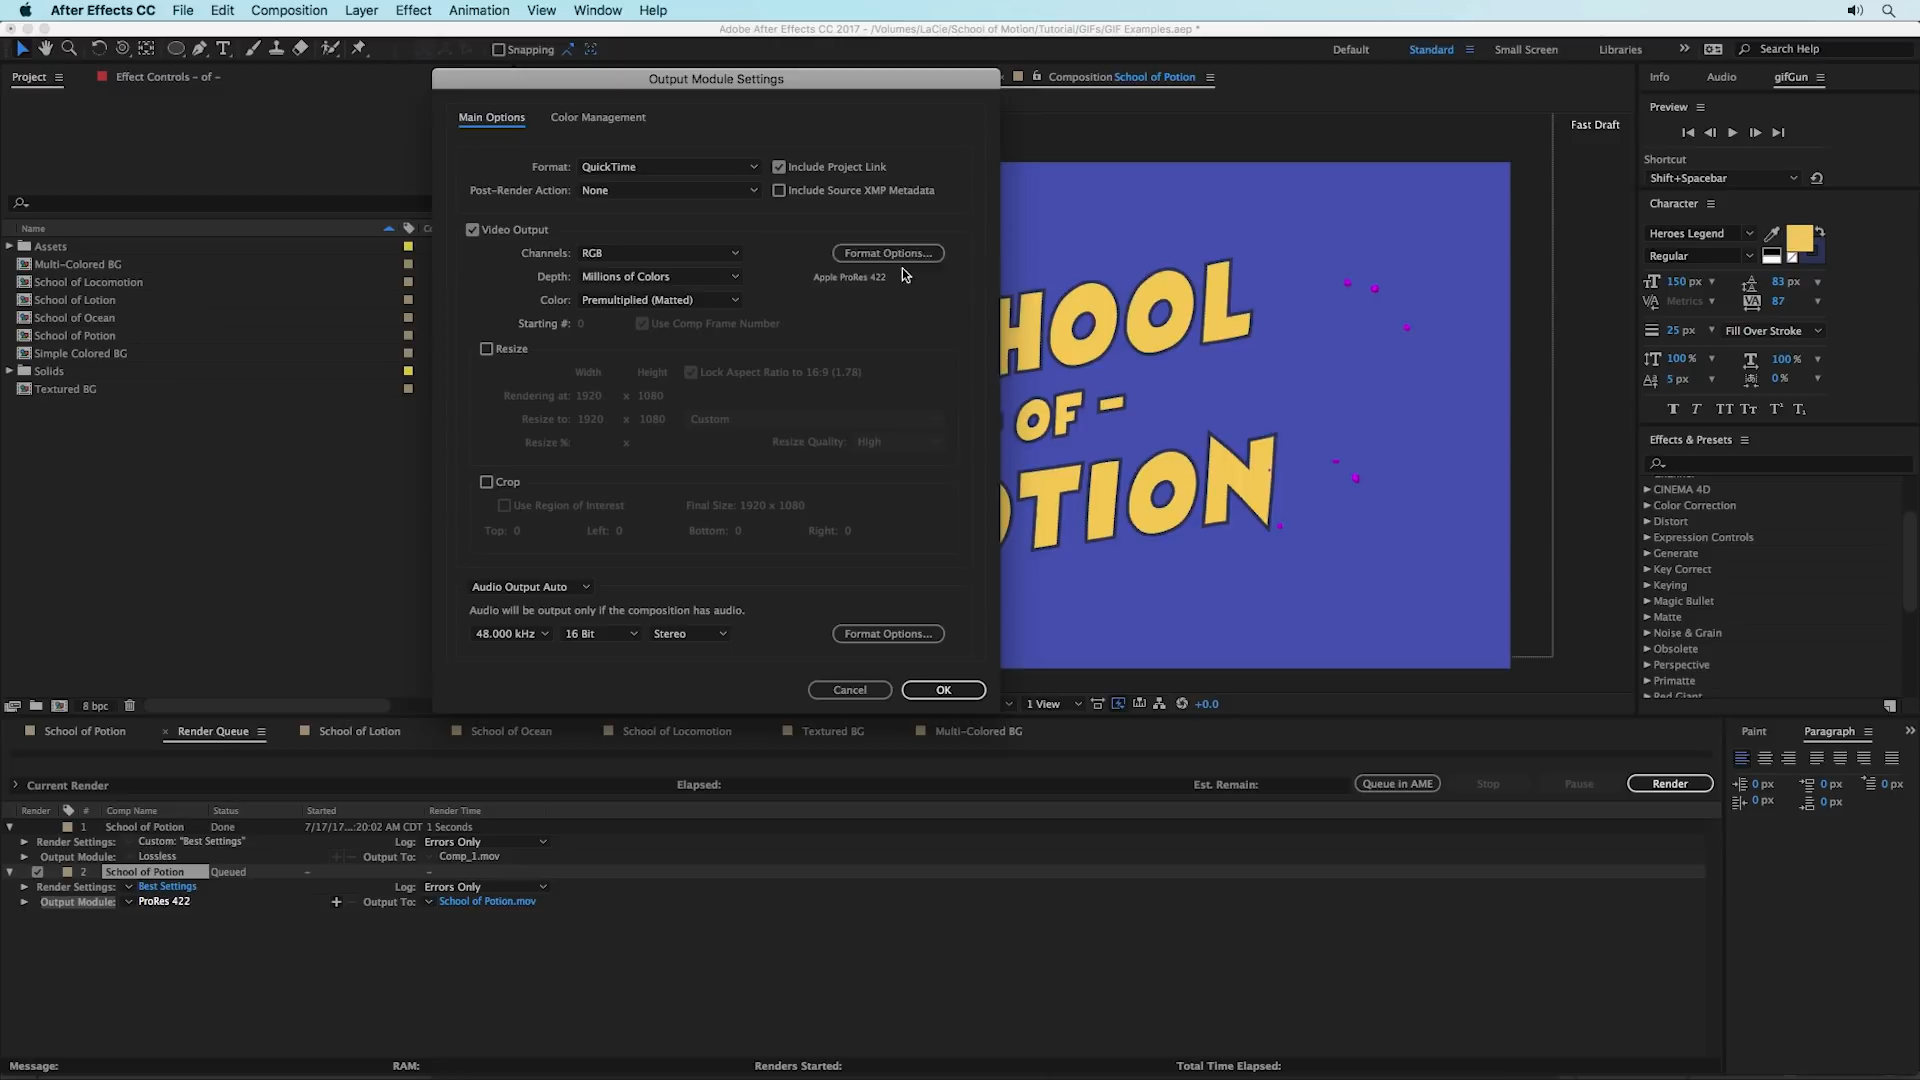 After Effects CC File Edit Composition Layer Effect Animation View Window Help
Adobe After Effects CC 2017 - /Volumes/LaCie/School of Motion/Tutorial/GIFs/GIF Examples.aep *
Snapping Default Standard Small Screen Libraries Search Help
Project Effect Controls - of -
Name
Assets
Multi-Colored BG
School of Locomotion
School of Lotion
School of Ocean
School of Potion
Simple Colored BG
Solids
Textured BG
8 bpc
Output Module Settings
Main Options Color Management
Format: QuickTime Include Project Link
Post-Render Action: None Include Source XMP Metadata
Video Output
Channels: RGB Format Options...
Depth: Millions of Colors Apple ProRes 422
Color: Premultiplied (Matted)
Starting #: 0 Use Comp Frame Number
Resize
Width Height Lock Aspect Ratio to 16:9 (1.78)
Rendering at: 1920 x 1080
Resize to: 1920 x 1080 Custom
Resize %: x Resize Quality: High
Crop
Use Region of Interest Final Size: 1920 x 1080
Top: 0 Left: 0 Bottom: 0 Right: 0
Audio Output Auto
Audio will be output only if the composition has audio.
48.000 kHz 16 Bit Stereo Format Options...
Cancel OK
Composition School of Potion
Fast Draft
HOOL
OF -
OTION
1 View +0.0
Info Audio gifGun
Preview
Shortcut
Shift+Spacebar
Character
Heroes Legend
Regular
150 px 83 px
Metrics 87
25 px Fill Over Stroke
100 % 100 %
5 px 0 %
T T TT Tr T¹ T₁
Effects & Presets
CINEMA 4D
Color Correction
Distort
Expression Controls
Generate
Key Correct
Keying
Magic Bullet
Matte
Noise & Grain
Obsolete
Perspective
Primatte
Red Giant
School of Potion Render Queue School of Lotion School of Ocean School of Locomotion Textured BG Multi-Colored BG
Current Render Elapsed: Est. Remain: Queue in AME Stop Pause Render
Render # Comp Name Status Started Render Time
1 School of Potion Done 7/17/17...:20:02 AM CDT 1 Seconds
Render Settings: Custom: "Best Settings" Log: Errors Only
Output Module: Lossless Output To: Comp_1.mov
2 School of Potion Queued - -
Render Settings: Best Settings Log: Errors Only
Output Module: ProRes 422 Output To: School of Potion.mov
Paint Paragraph
0 px 0 px 0 px
0 px 0 px
Message: RAM: Renders Started: Total Time Elapsed: